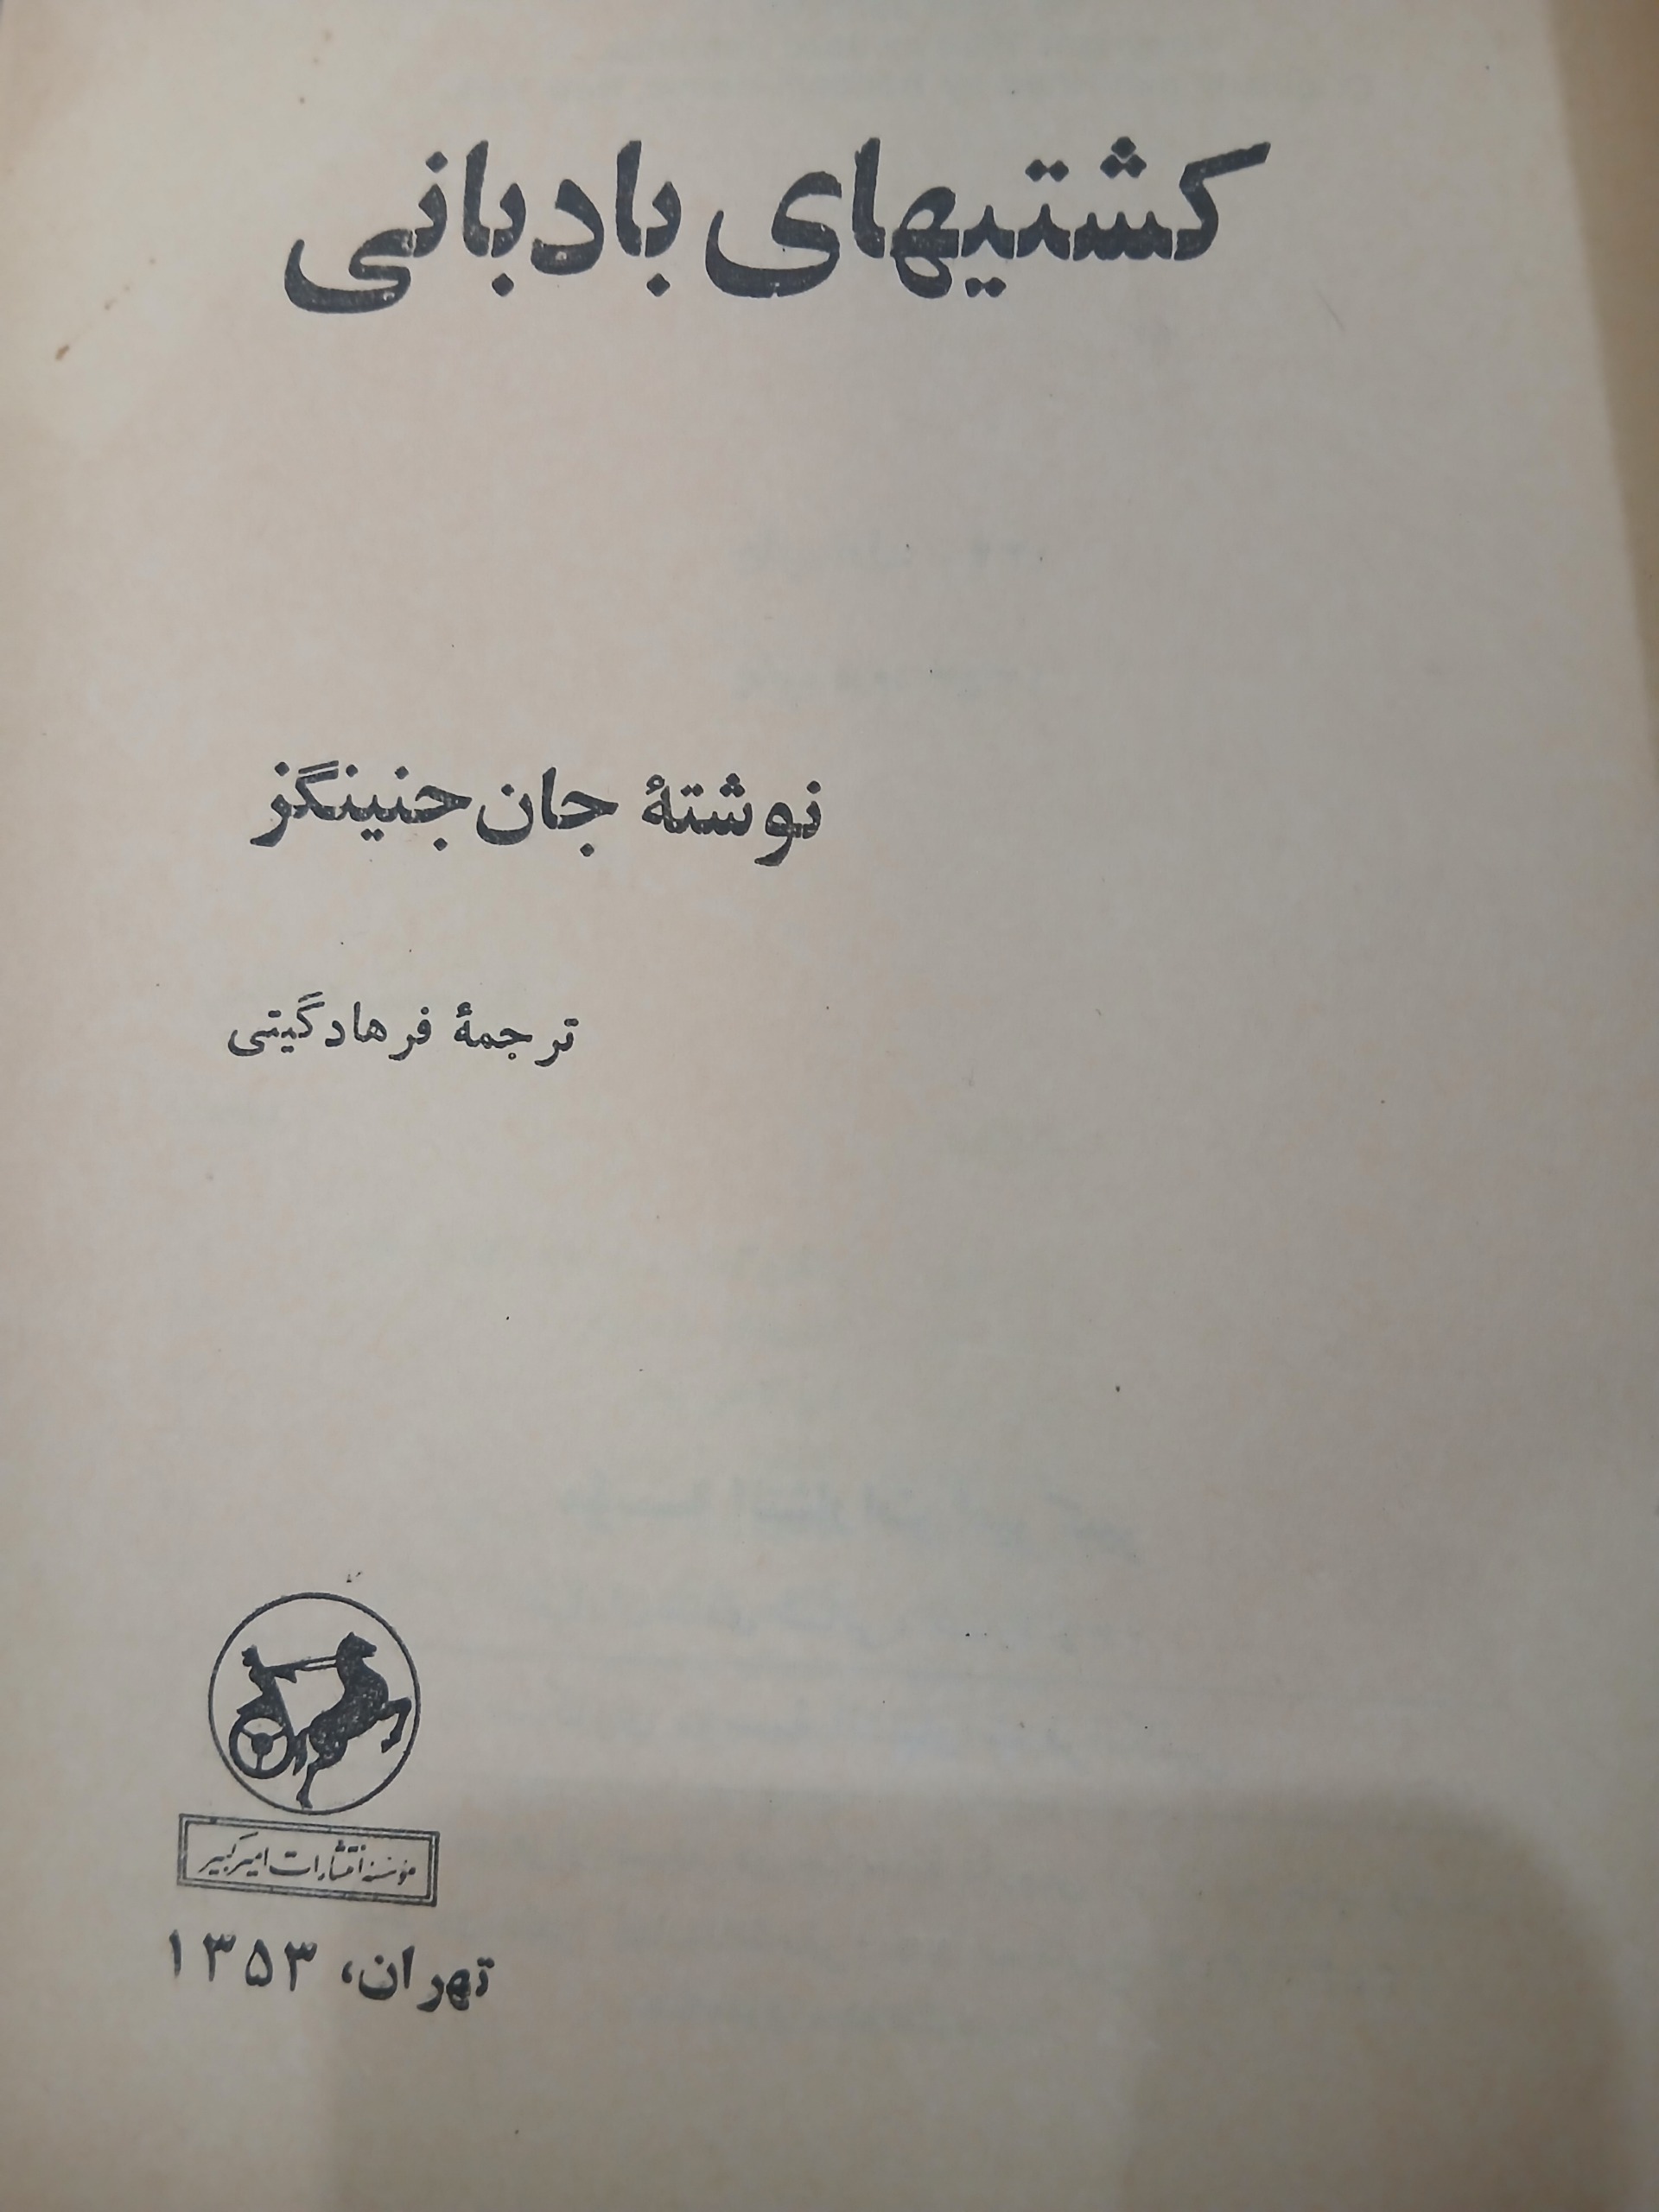 کشتیهای بادبانی
نوشتهٔ جان جنینگز
ترجمهٔ فرهاد گیتی
مؤسسه انتشارات امیرکبیر
تهران، ۱۳۵۳